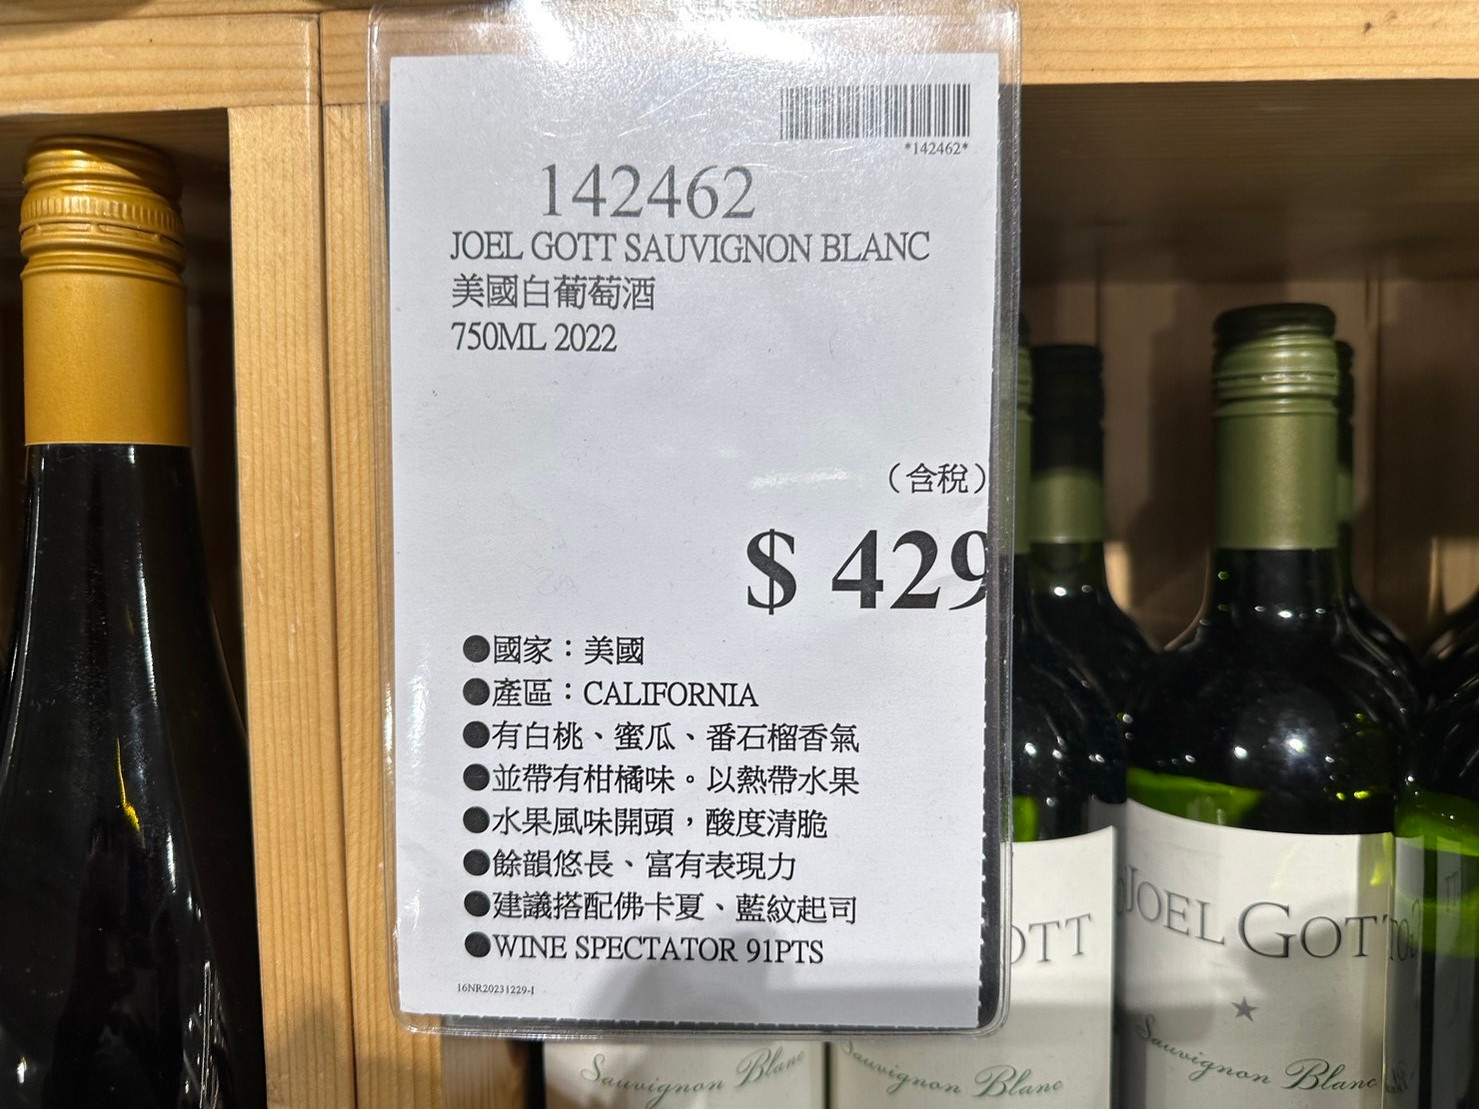 *142462*
142462
JOEL GOTT SAUVIGNON BLANC
美國白葡萄酒
750ML 2022
（含稅）
$ 429
●國家：美國
●產區：CALIFORNIA
●有白桃、蜜瓜、番石榴香氣
●並帶有柑橘味。以熱帶水果
●水果風味開頭，酸度清脆
●餘韻悠長、富有表現力
●建議搭配佛卡夏、藍紋起司
●WINE SPECTATOR 91PTS
16NR20231229-1
OTT
JOEL GOTT
Sauvignon Blanc
Sauvignon Blanc
Sauvignon Blanc